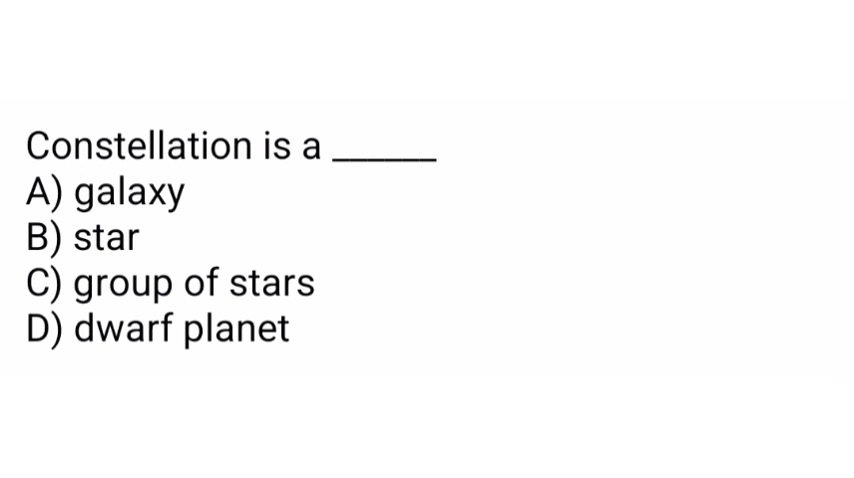 Constellation is a ______
A) galaxy
B) star
C) group of stars
D) dwarf planet